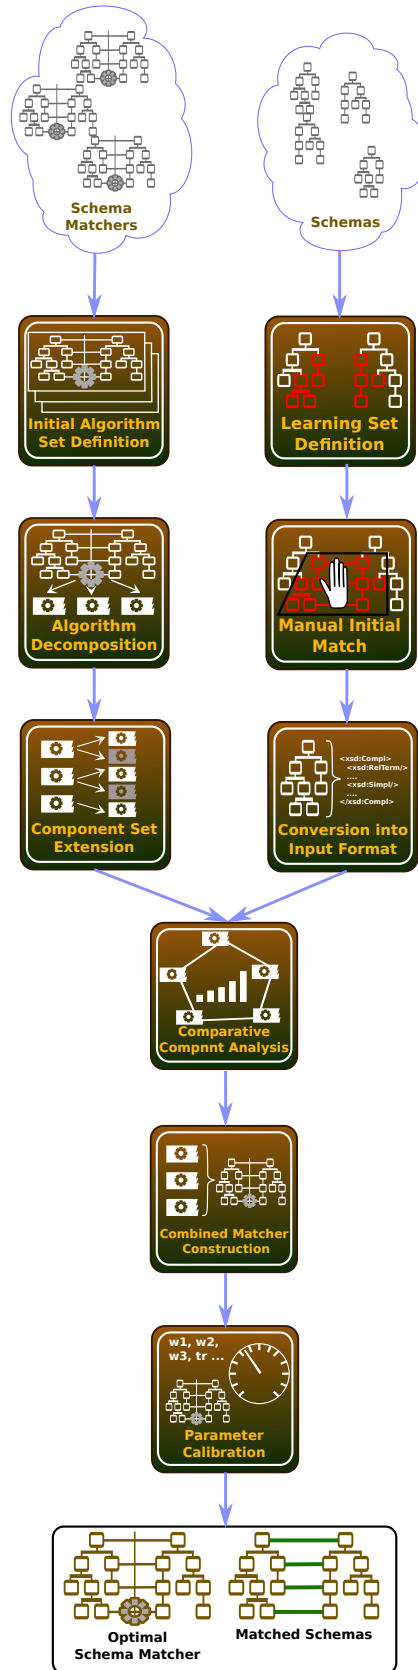 Schema
Matchers
Schemas
Initial Algorithm
Set Definition
Learning Set
Definition
Algorithm
Decomposition
Manual Initial
Match
Component Set
Extension
<xsd:Compl>
<xsd:RelTerm/>
....
<xsd:Simpl/>
....
</xsd:Compl>
Conversion into
Input Format
Comparative
Compnnt Analysis
Combined Matcher
Construction
w1, w2,
w3, tr ...
Parameter
Calibration
Optimal
Schema Matcher
Matched Schemas